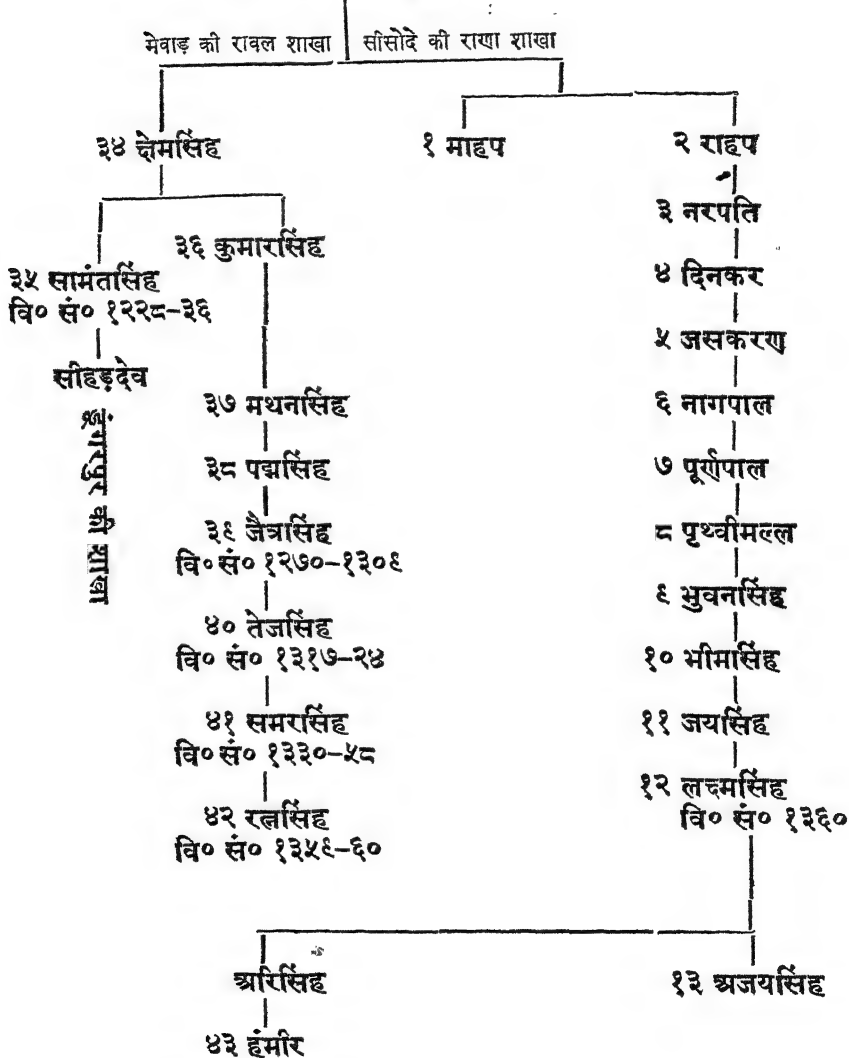 मेवाड़ की रावल शाखा
सीसोदे की राणा शाखा
३४ क्षेमसिंह
१ माहप
२ राहप
३ नरपति
३६ कुमारसिंह
३५ सामंतसिंह
वि० सं० १२२८-३६
४ दिनकर
५ जसकरण
सीहड़देव
डूंगरपुर की शाखा
३७ मथनसिंह
६ नागपाल
३८ पद्मसिंह
७ पूर्णपाल
३९ जैत्रसिंह
वि० सं० १२७०-१३०९
८ पृथ्वीमल्ल
९ भुवनसिंह
४० तेजसिंह
वि० सं० १३१७-२४
१० भीमसिंह
४१ समरसिंह
वि० सं० १३३०-५८
११ जयसिंह
१२ लक्ष्मसिंह
वि० सं० १३६०
४२ रत्नसिंह
वि० सं० १३५९-६०
अरिसिंह
१३ अजयसिंह
४३ हंमीर